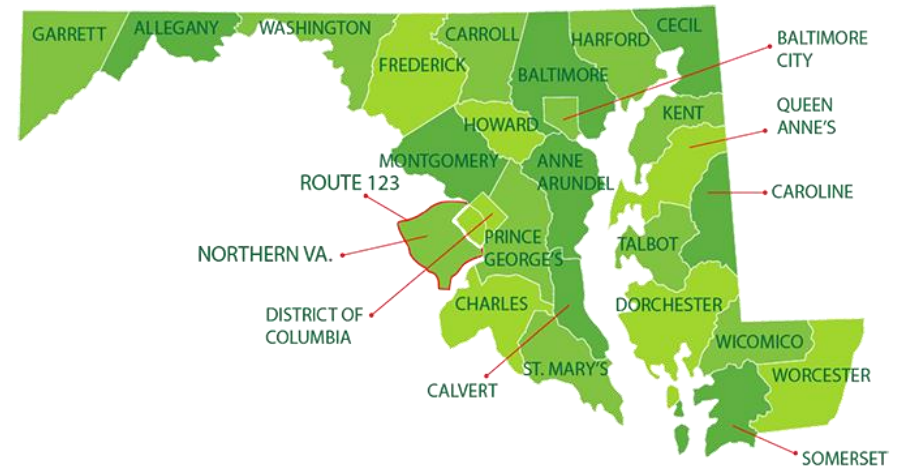 GARRETT
ALLEGANY
WASHINGTON
FREDERICK
CARROLL
BALTIMORE
HARFORD
CECIL
BALTIMORE
CITY
KENT
QUEEN
ANNE'S
HOWARD
MONTGOMERY
ANNE
ARUNDEL
ROUTE 123
CAROLINE
NORTHERN VA.
PRINCE
GEORGE'S
TALBOT
DISTRICT OF
COLUMBIA
CHARLES
DORCHESTER
WICOMICO
CALVERT
ST. MARY'S
WORCESTER
SOMERSET